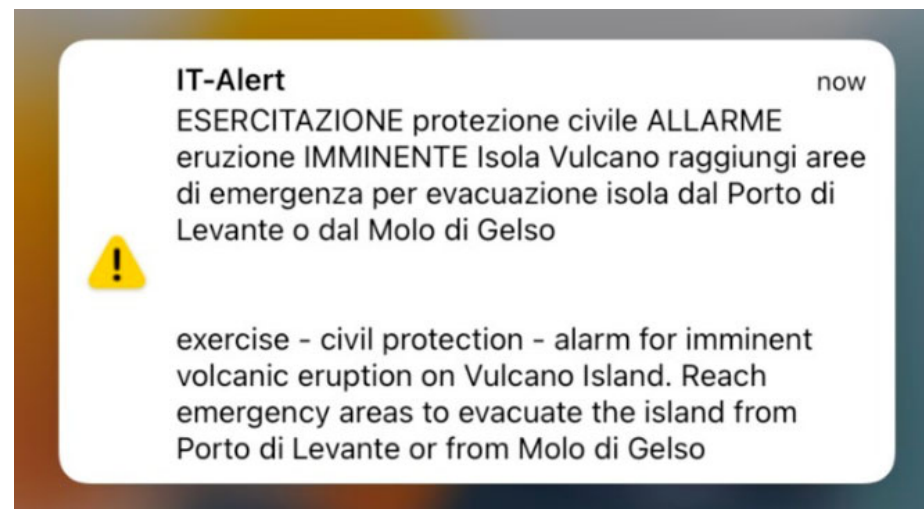 IT-Alert now
ESERCITAZIONE protezione civile ALLARME
eruzione IMMINENTE Isola Vulcano raggiungi aree
di emergenza per evacuazione isola dal Porto di
Levante o dal Molo di Gelso
exercise - civil protection - alarm for imminent
volcanic eruption on Vulcano Island. Reach
emergency areas to evacuate the island from
Porto di Levante or from Molo di Gelso